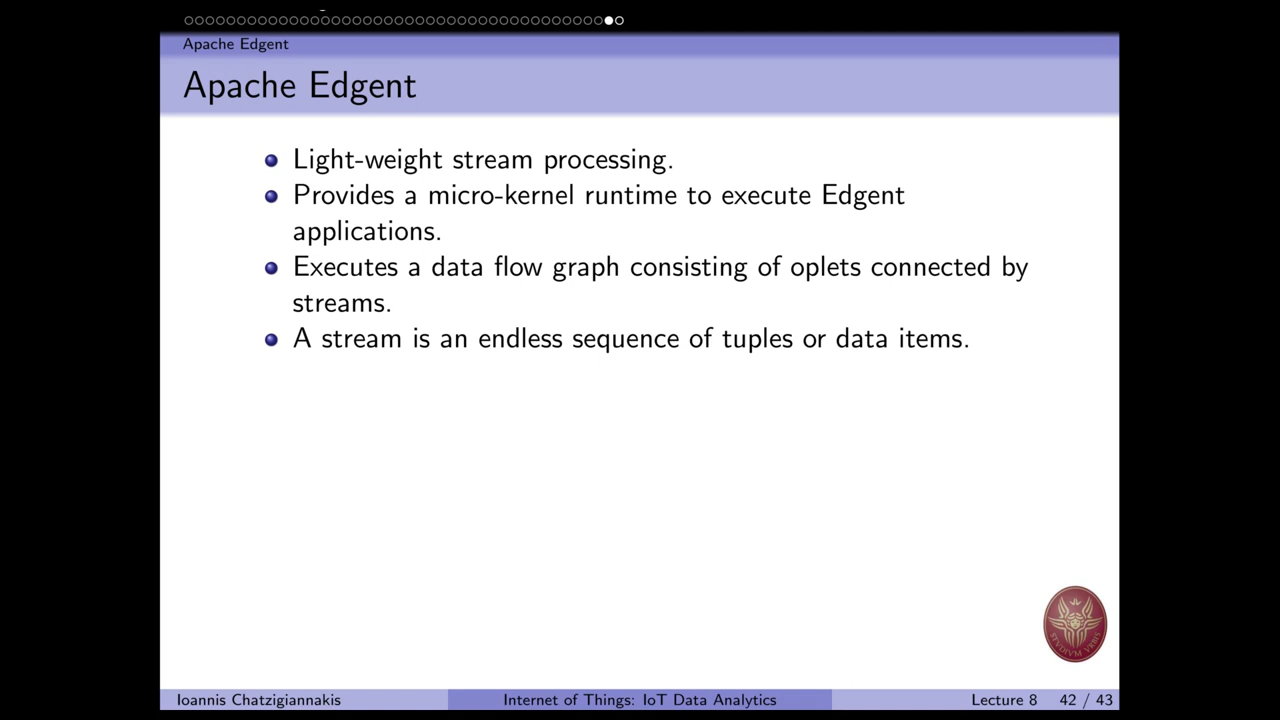 Apache Edgent
Apache Edgent
Light-weight stream processing.
Provides a micro-kernel runtime to execute Edgent
applications.
Executes a data flow graph consisting of oplets connected by
streams.
A stream is an endless sequence of tuples or data items.
STVDIVM VRBIS
Ioannis Chatzigiannakis Internet of Things: IoT Data Analytics Lecture 8 42 / 43